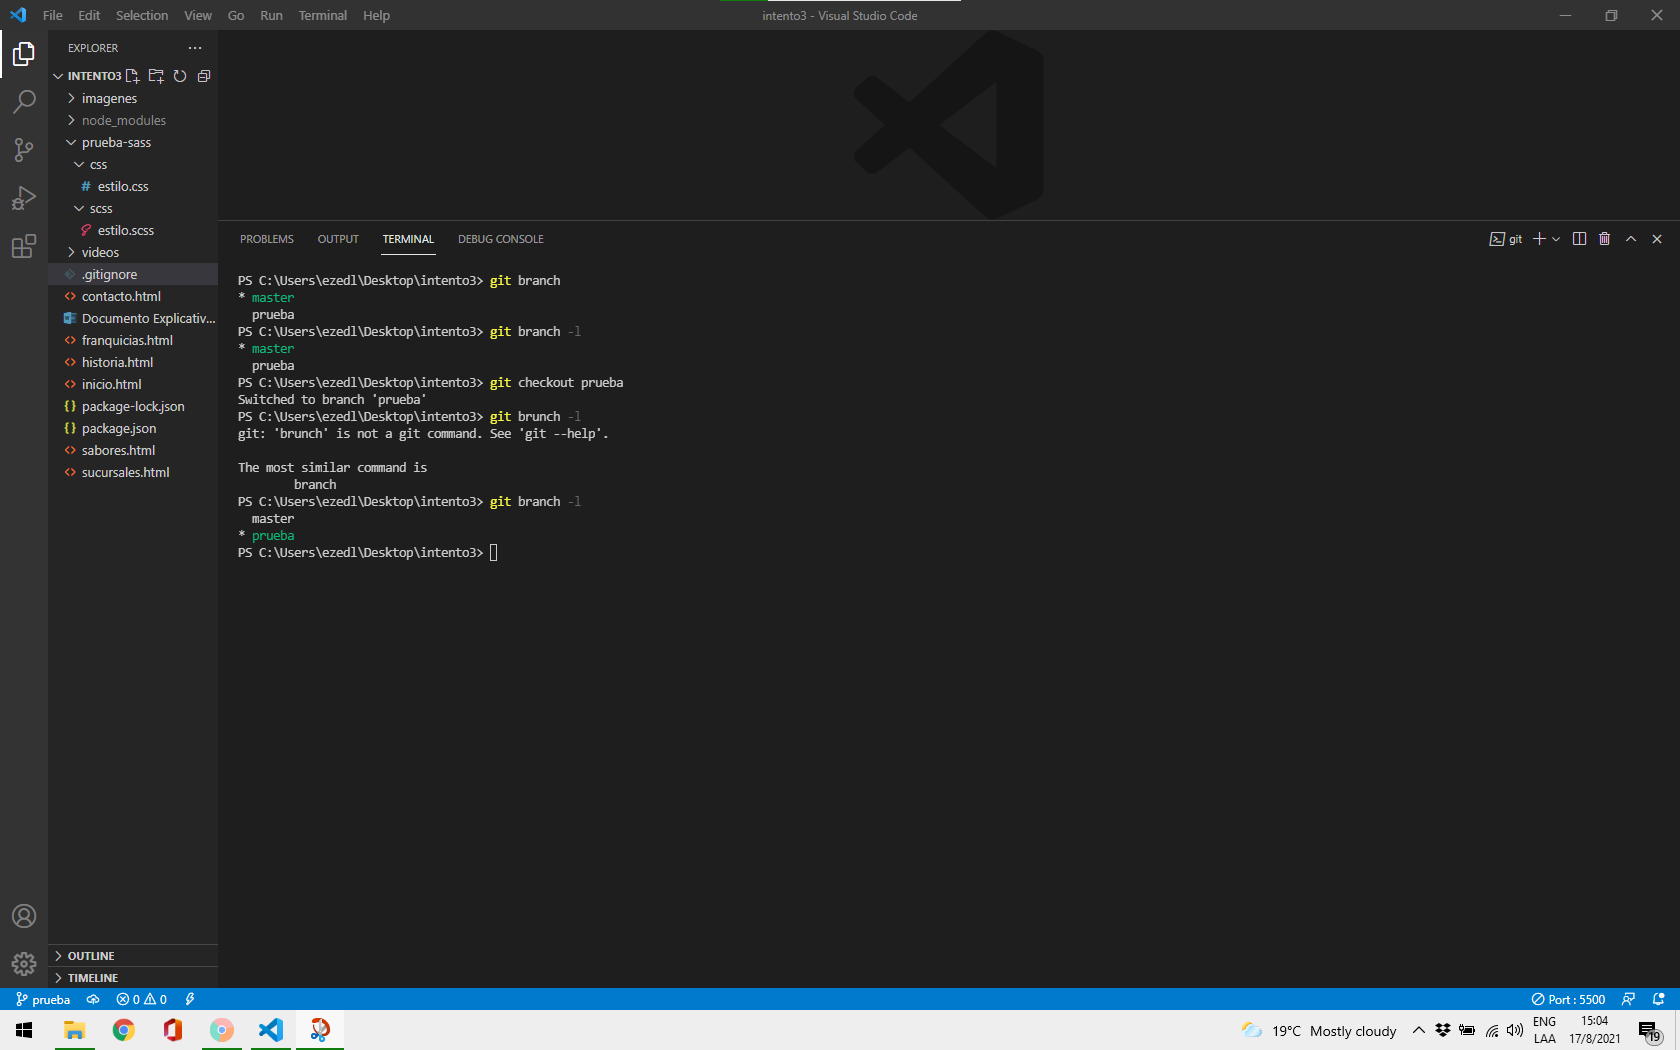 File Edit Selection View Go Run Terminal Help
intento3 - Visual Studio Code
EXPLORER
INTENTO3
imagenes
node_modules
prueba-sass
css
# estilo.css
scss
estilo.scss
videos
.gitignore
<> contacto.html
Documento Explicativ...
<> franquicias.html
<> historia.html
<> inicio.html
{} package-lock.json
{} package.json
<> sabores.html
<> sucursales.html
OUTLINE
TIMELINE
PROBLEMS OUTPUT TERMINAL DEBUG CONSOLE
git
PS C:\Users\ezedl\Desktop\intento3> git branch
* master
prueba
PS C:\Users\ezedl\Desktop\intento3> git branch -l
* master
prueba
PS C:\Users\ezedl\Desktop\intento3> git checkout prueba
Switched to branch 'prueba'
PS C:\Users\ezedl\Desktop\intento3> git brunch -l
git: 'brunch' is not a git command. See 'git --help'.
The most similar command is
branch
PS C:\Users\ezedl\Desktop\intento3> git branch -l
master
* prueba
PS C:\Users\ezedl\Desktop\intento3>
prueba 0 0
Port : 5500
19°C Mostly cloudy
ENG
LAA
15:04
17/8/2021
19